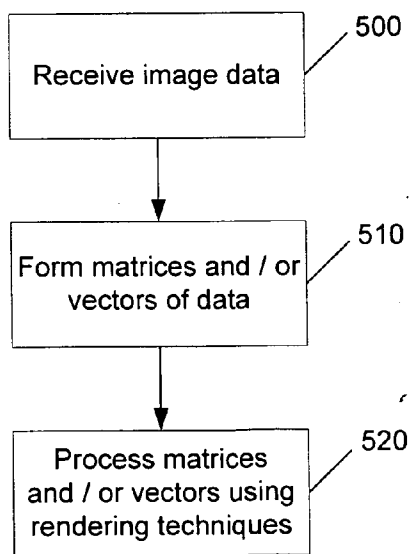 500
Receive image data
510
Form matrices and / or
vectors of data
520
Process matrices
and / or vectors using
rendering techniques